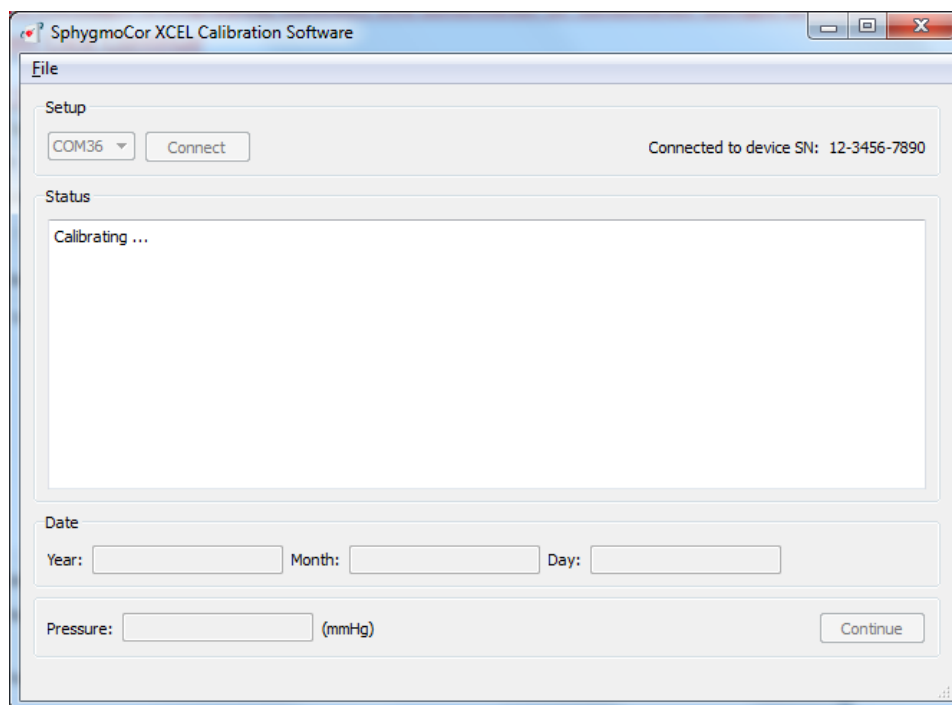 SphygmoCor XCEL Calibration Software
File
Setup
COM36 Connect Connected to device SN: 12-3456-7890
Status
Calibrating ...
Date
Year: Month: Day:
Pressure: (mmHg) Continue